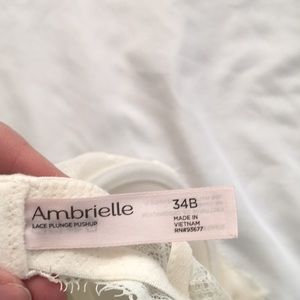 Ambrielle
LACE PLUNGE PUSHUP
34B
MADE IN
VIETNAM
RN#93677